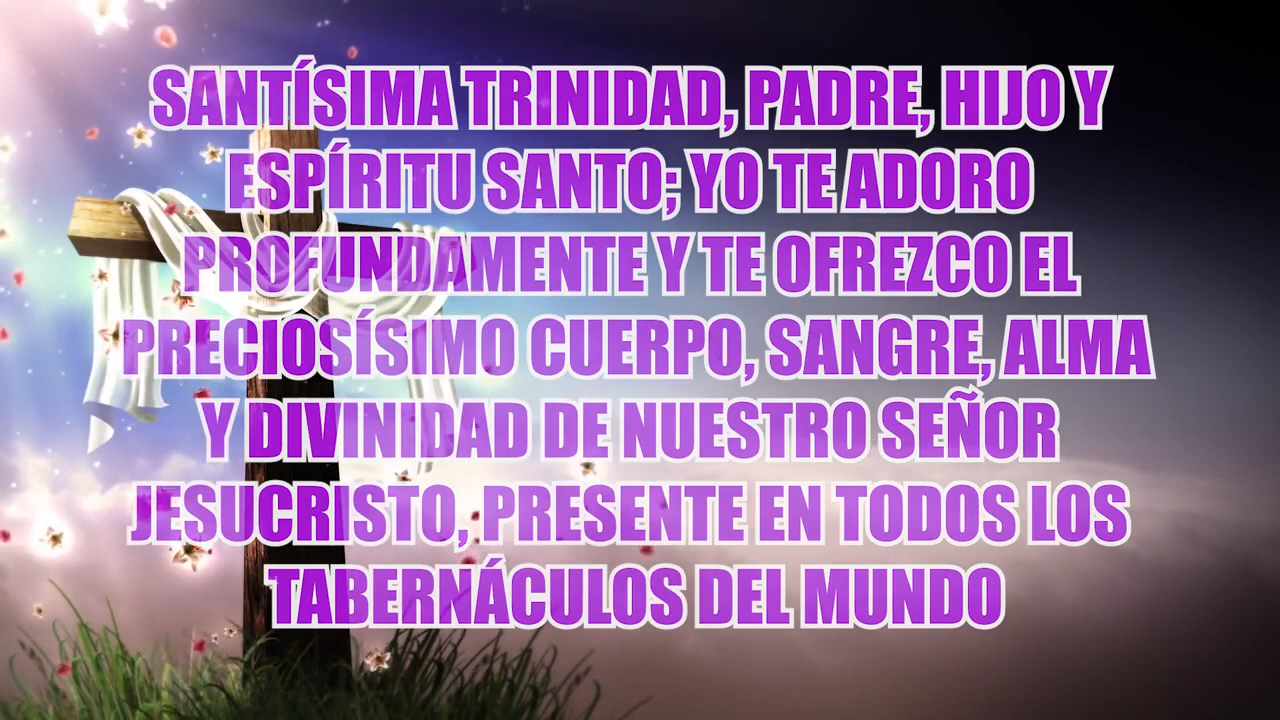 SANTÍSIMA TRINIDAD, PADRE, HIJO Y
ESPÍRITU SANTO; YO TE ADORO
PROFUNDAMENTE Y TE OFREZCO EL
PRECIOSÍSIMO CUERPO, SANGRE, ALMA
Y DIVINIDAD DE NUESTRO SEÑOR
JESUCRISTO, PRESENTE EN TODOS LOS
TABERNÁCULOS DEL MUNDO